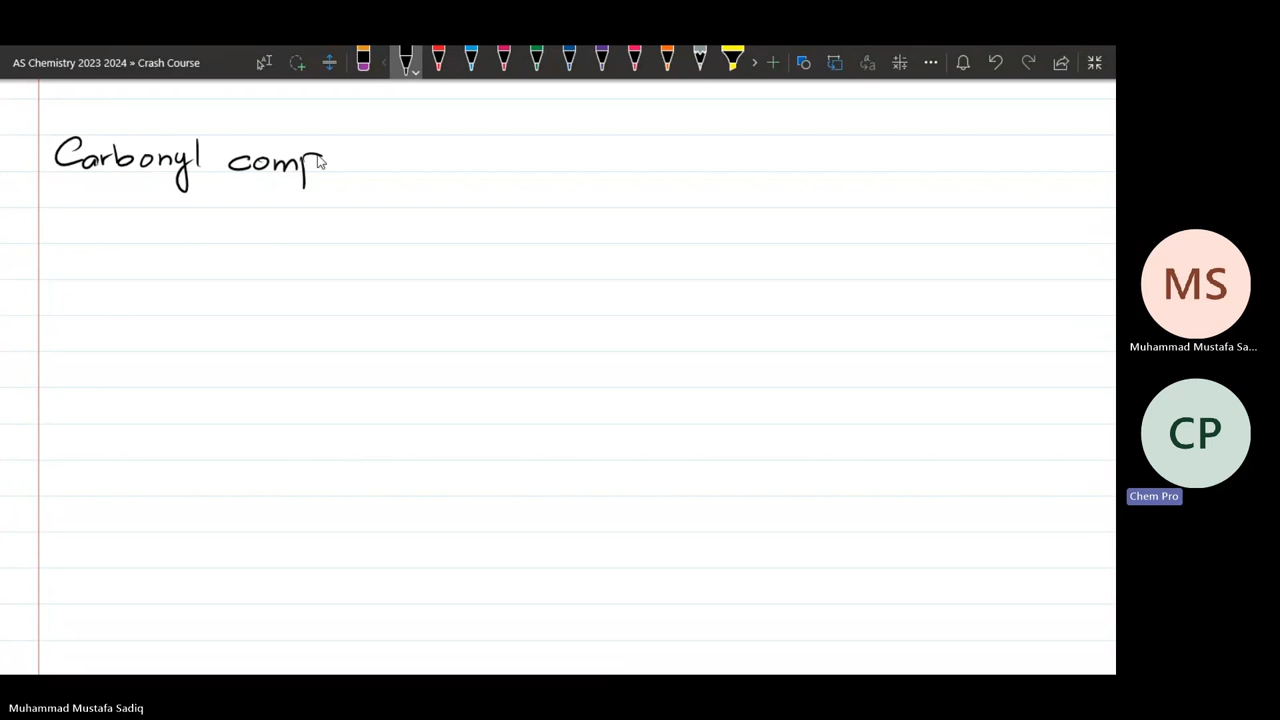 AS Chemistry 2023 2024 » Crash Course
Carbonyl comp
MS
Muhammad Mustafa Sa...
CP
Chem Pro
Muhammad Mustafa Sadiq